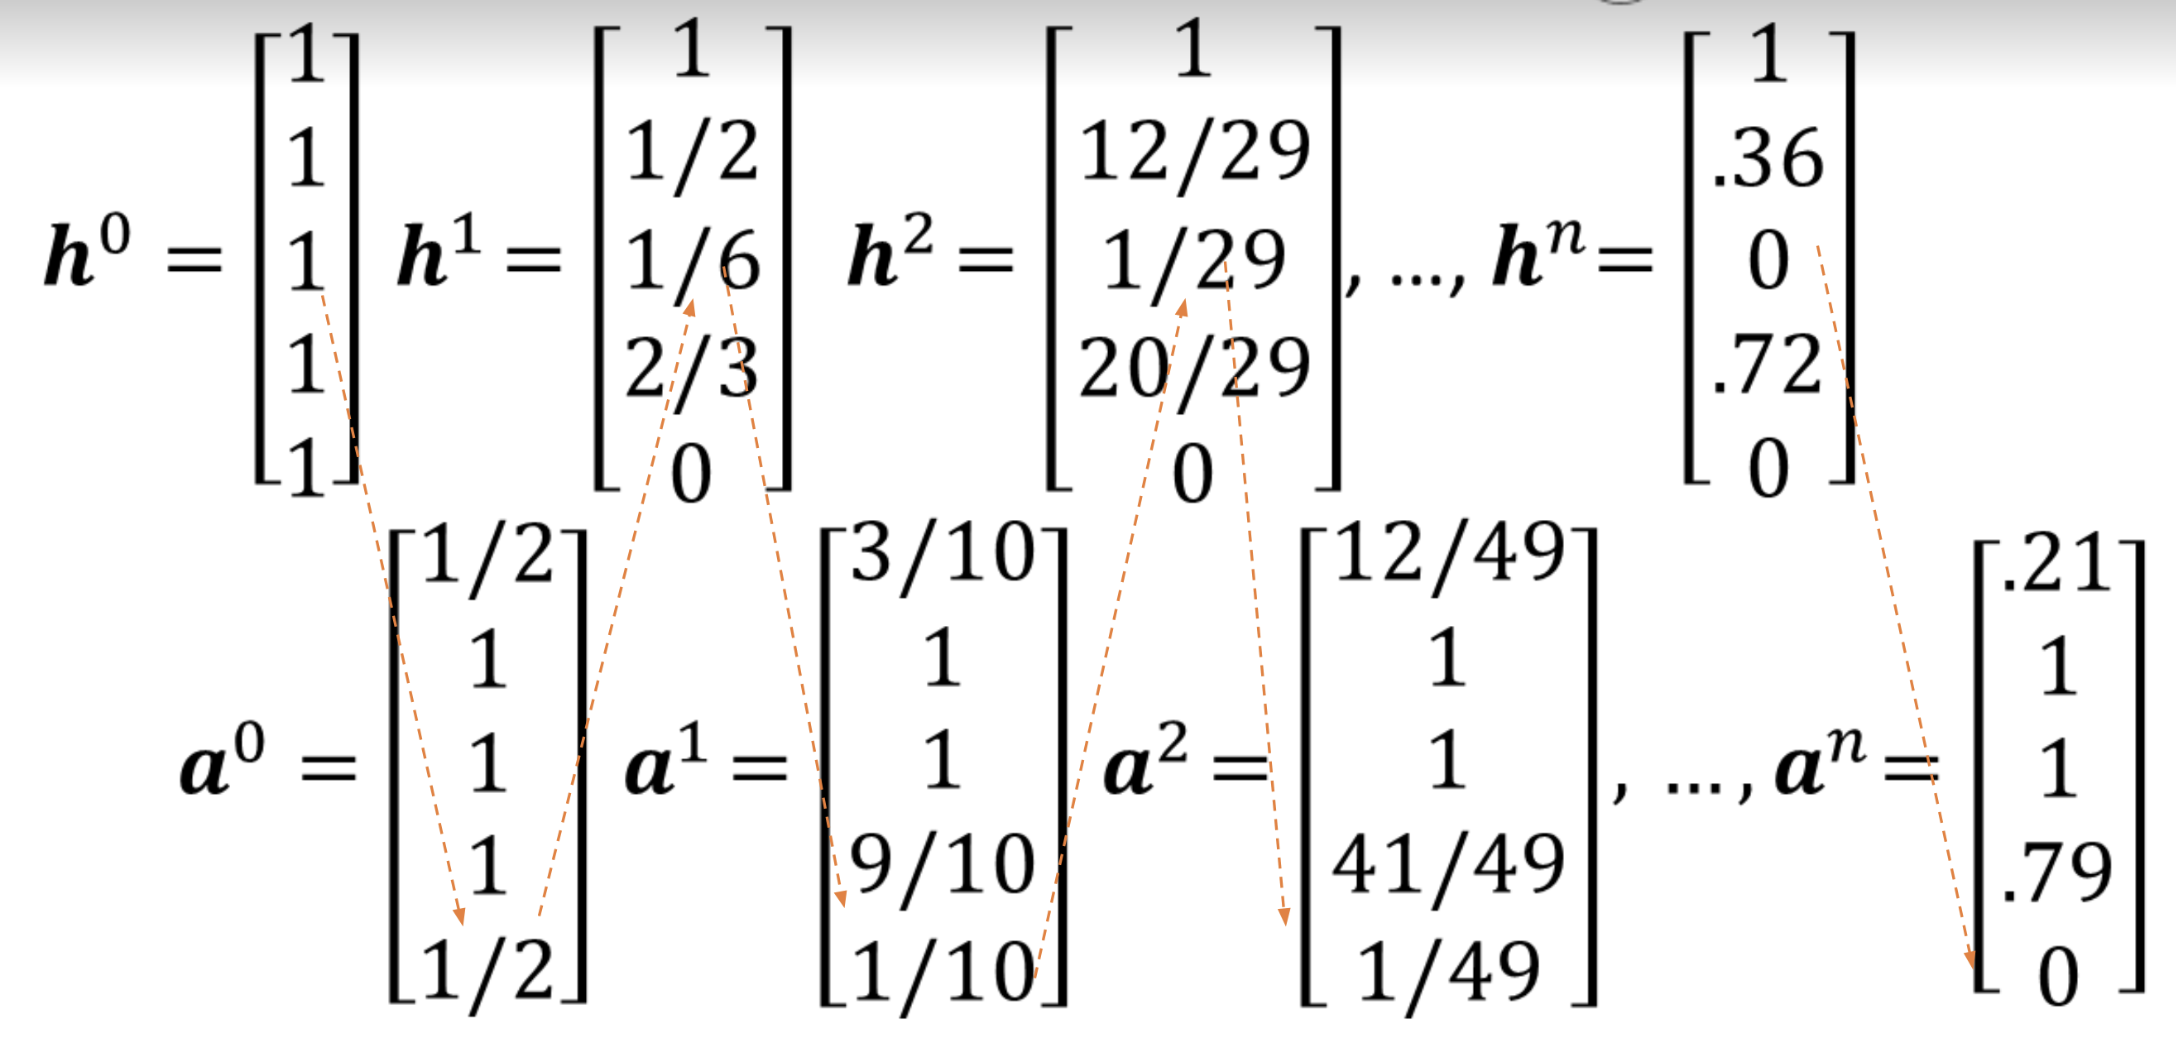 h⁰ = [1 1 1 1 1] h¹ = [1 1/2 1/6 2/3 0] h² = [1 12/29 1/29 20/29 0] , ..., hⁿ = [1 .36 0 .72 0]
a⁰ = [1/2 1 1 1 1/2] a¹ = [3/10 1 1 9/10 1/10] a² = [12/49 1 1 41/49 1/49] , ..., aⁿ = [.21 1 1 .79 0]